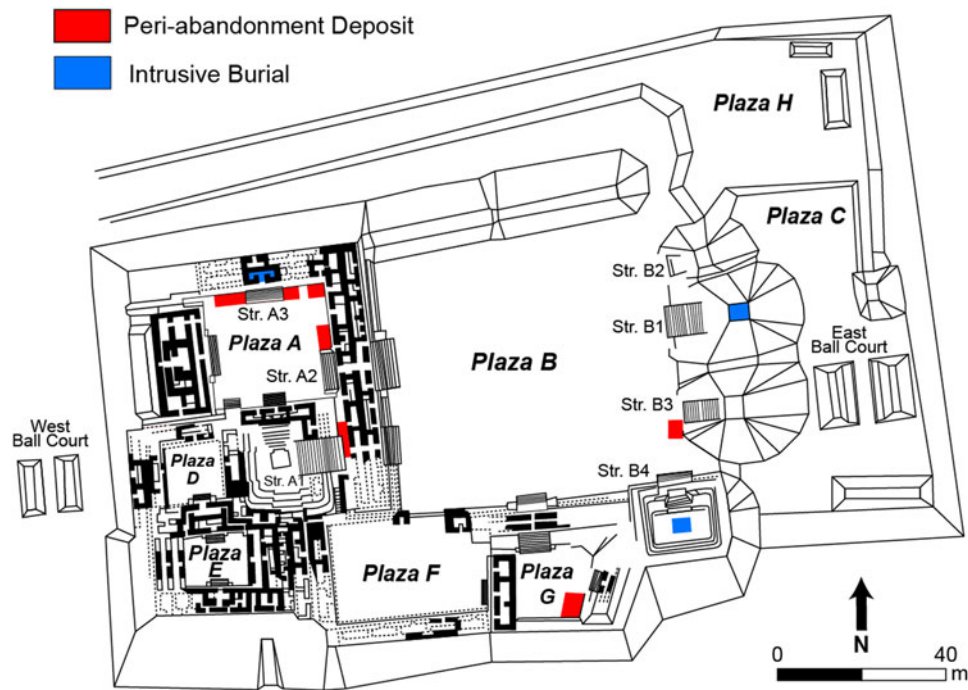 Peri-abandonment Deposit
Intrusive Burial
Plaza H
Plaza C
Str. B2
Str. A3
Str. B1
Plaza A
East
Ball Court
Plaza B
Str. A2
Str. B3
West
Ball Court
Plaza
D
Str. A1
Str. B4
Plaza
E
Plaza F
Plaza
G
N
0
40
m